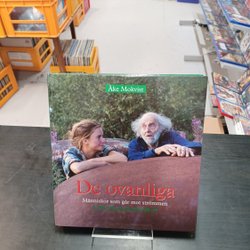 Åke Mokvist
De ovanliga
Människor som går mot strömmen